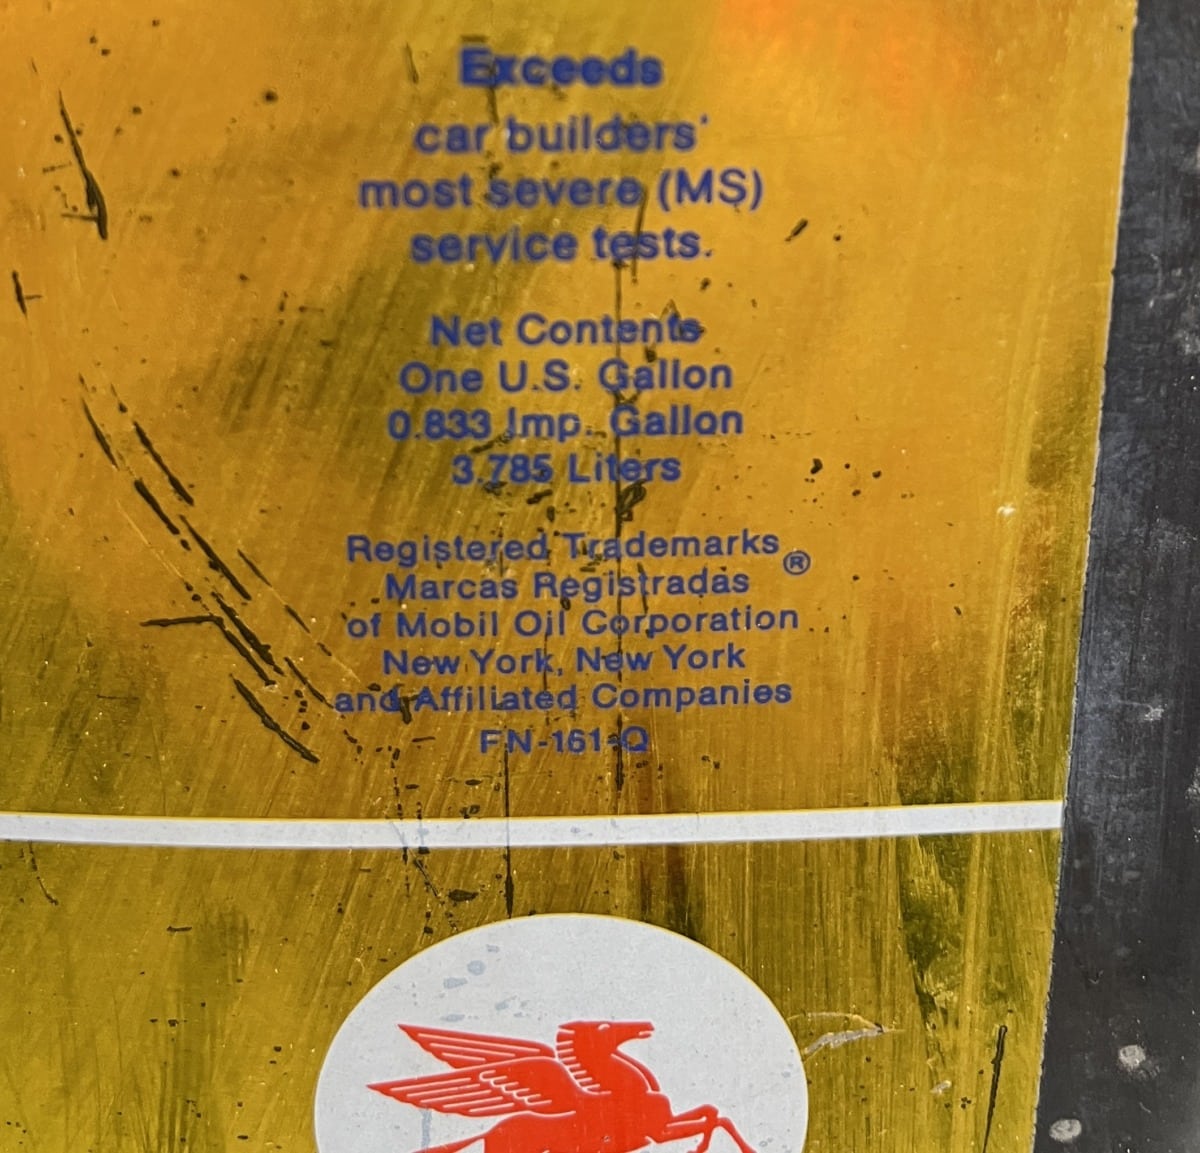 Exceeds
car builders'
most severe (MS)
service tests.
Net Contents
One U.S. Gallon
0.833 Imp. Gallon
3.785 Liters
Registered Trademarks
Marcas Registradas ®
of Mobil Oil Corporation
New York, New York
and Affiliated Companies
FN-161-Q